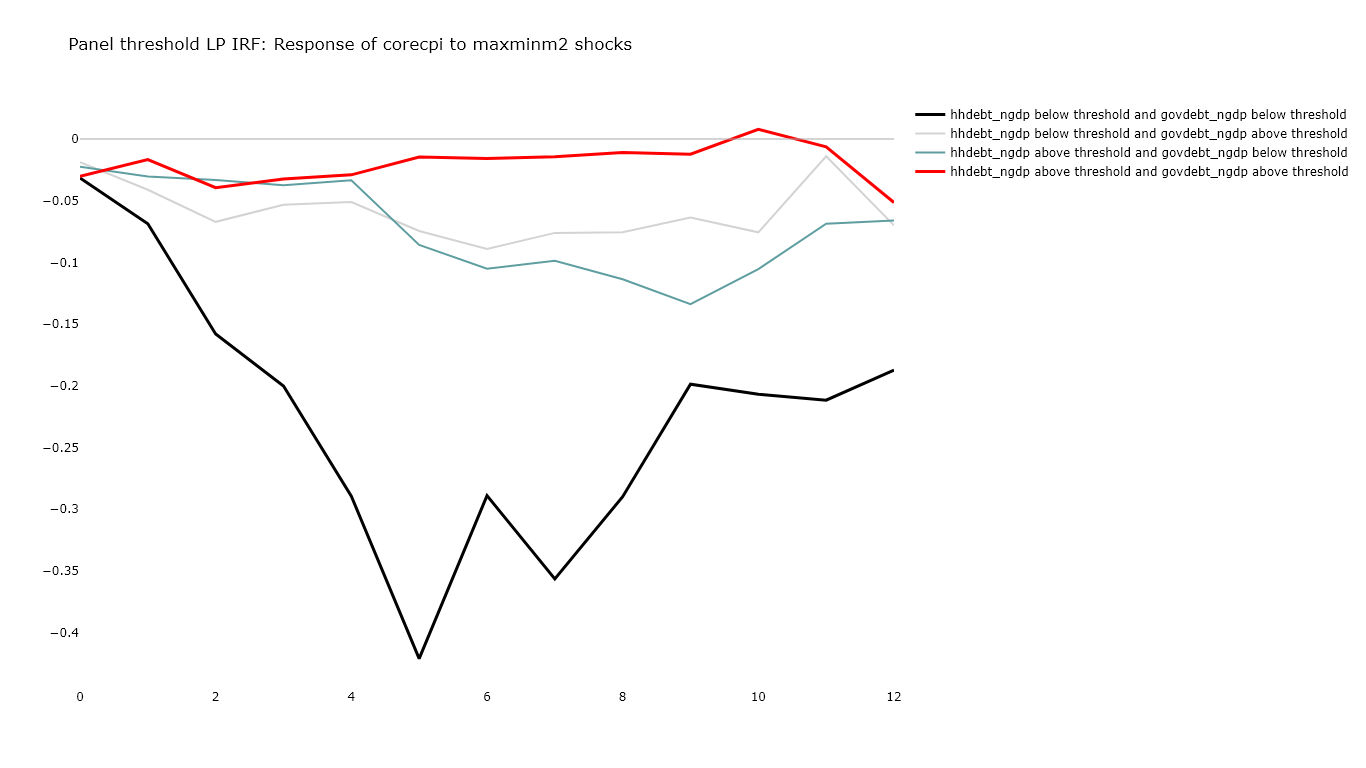 Panel threshold LP IRF: Response of corecpi to maxminm2 shocks
hhdebt_ngdp below threshold and govdebt_ngdp below threshold
hhdebt_ngdp below threshold and govdebt_ngdp above threshold
hhdebt_ngdp above threshold and govdebt_ngdp below threshold
hhdebt_ngdp above threshold and govdebt_ngdp above threshold
0
−0.05
−0.1
−0.15
−0.2
−0.25
−0.3
−0.35
−0.4
0 2 4 6 8 10 12